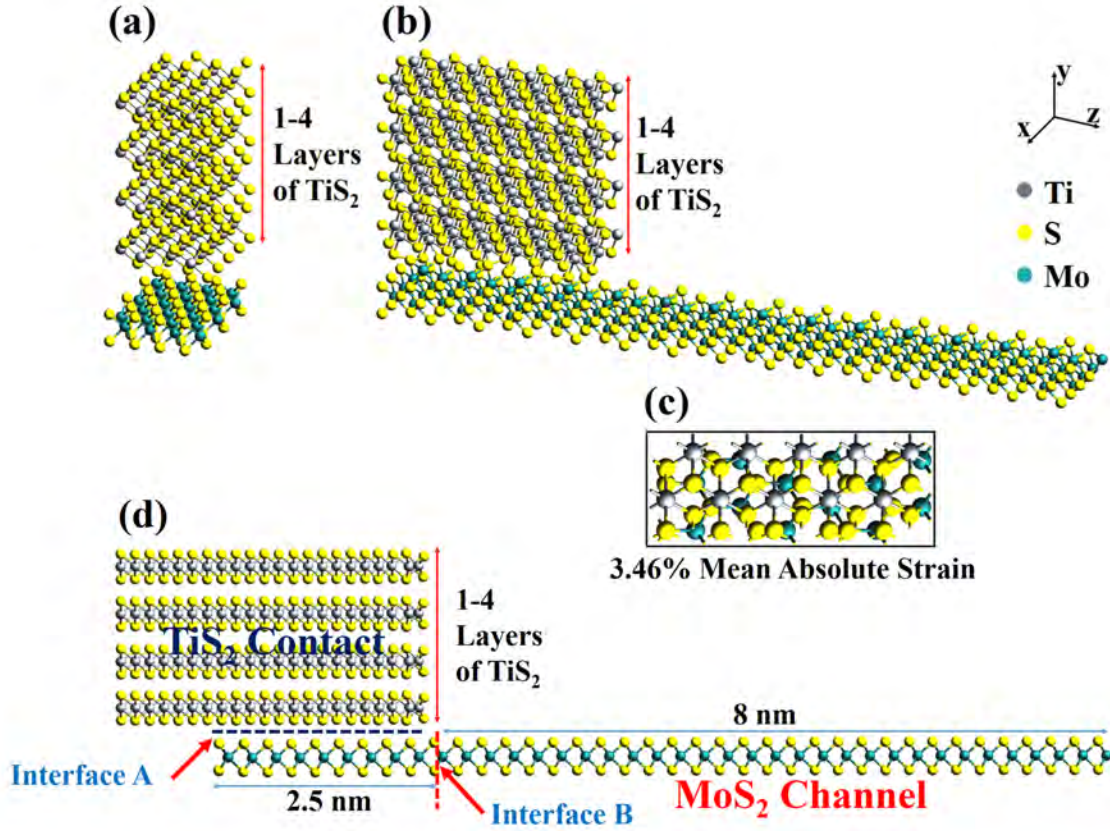 (a)
(b)
1-4
Layers
of TiS₂
1-4
Layers
of TiS₂
y
x
z
Ti
S
Mo
(c)
3.46% Mean Absolute Strain
(d)
TiS₂ Contact
1-4
Layers
of TiS₂
8 nm
Interface A
2.5 nm
Interface B
MoS₂ Channel